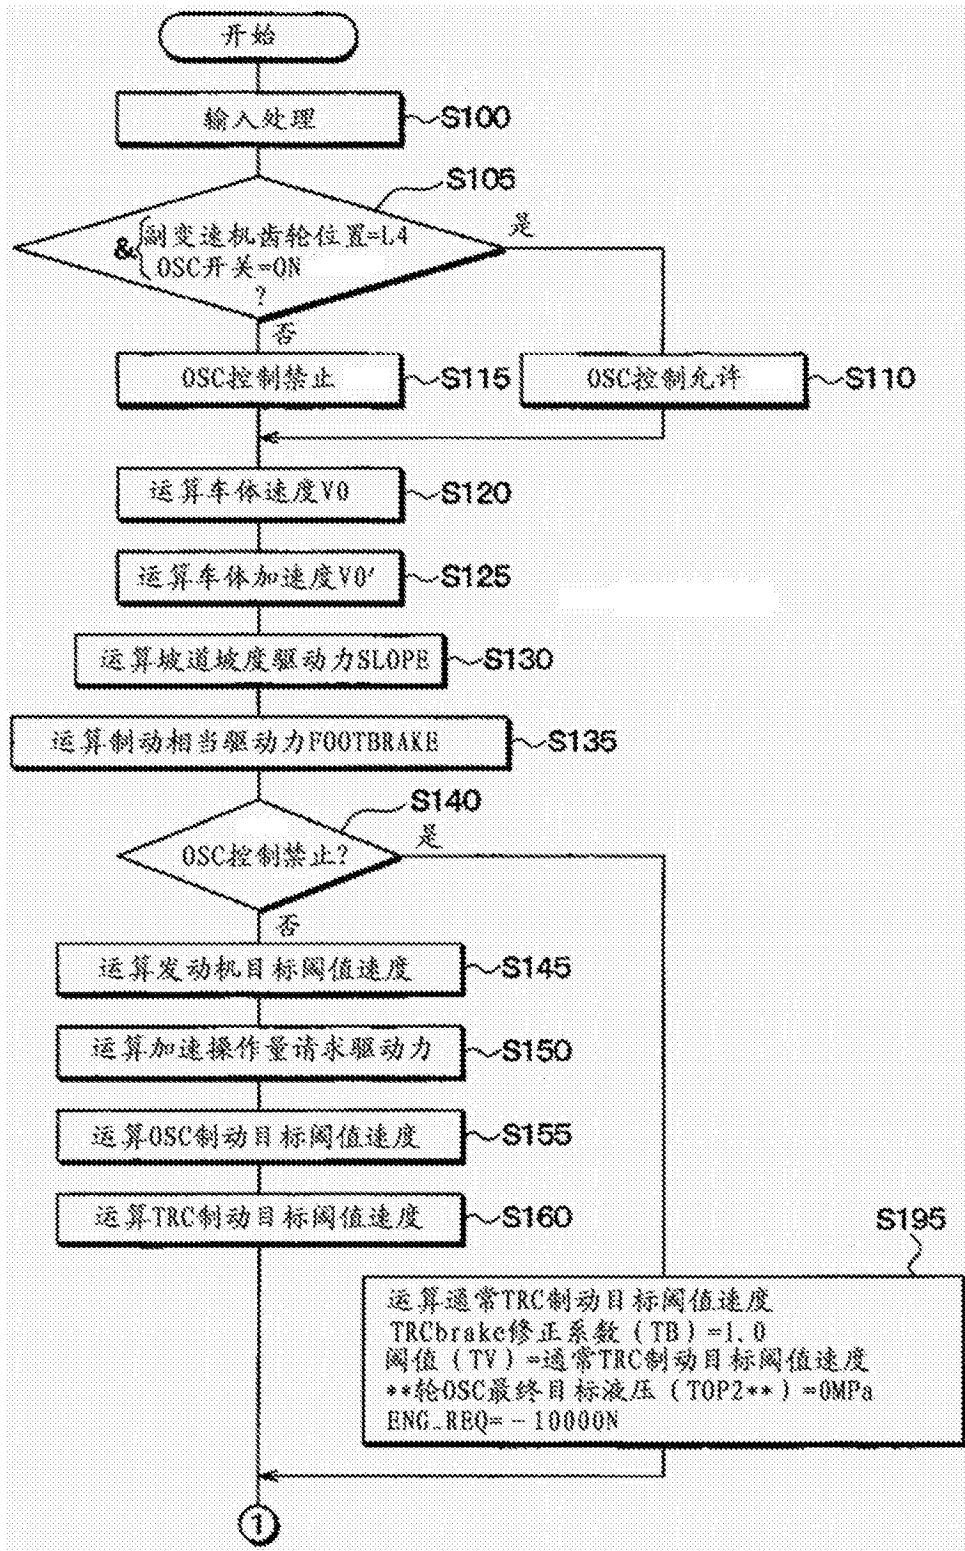 开始
输入处理
S100
S105
&
副变速机齿轮位置=L4
OSC开关=ON
?
是
否
OSC控制禁止
S115
OSC控制允许
S110
运算车体速度V0
S120
运算车体加速度V0'
S125
运算坡道坡度驱动力SLOPE
S130
运算制动相当驱动力FOOTBRAKE
S135
S140
OSC控制禁止?
是
否
运算发动机目标阈值速度
S145
运算加速操作量请求驱动力
S150
运算OSC制动目标阈值速度
S155
运算TRC制动目标阈值速度
S160
S195
运算通常TRC制动目标阈值速度
TRCbrake修正系数(TB)=1.0
阈值(TV)=通常TRC制动目标阈值速度
**轮OSC最终目标液压(TOP2**)=0MPa
ENG_REQ=-10000N
1